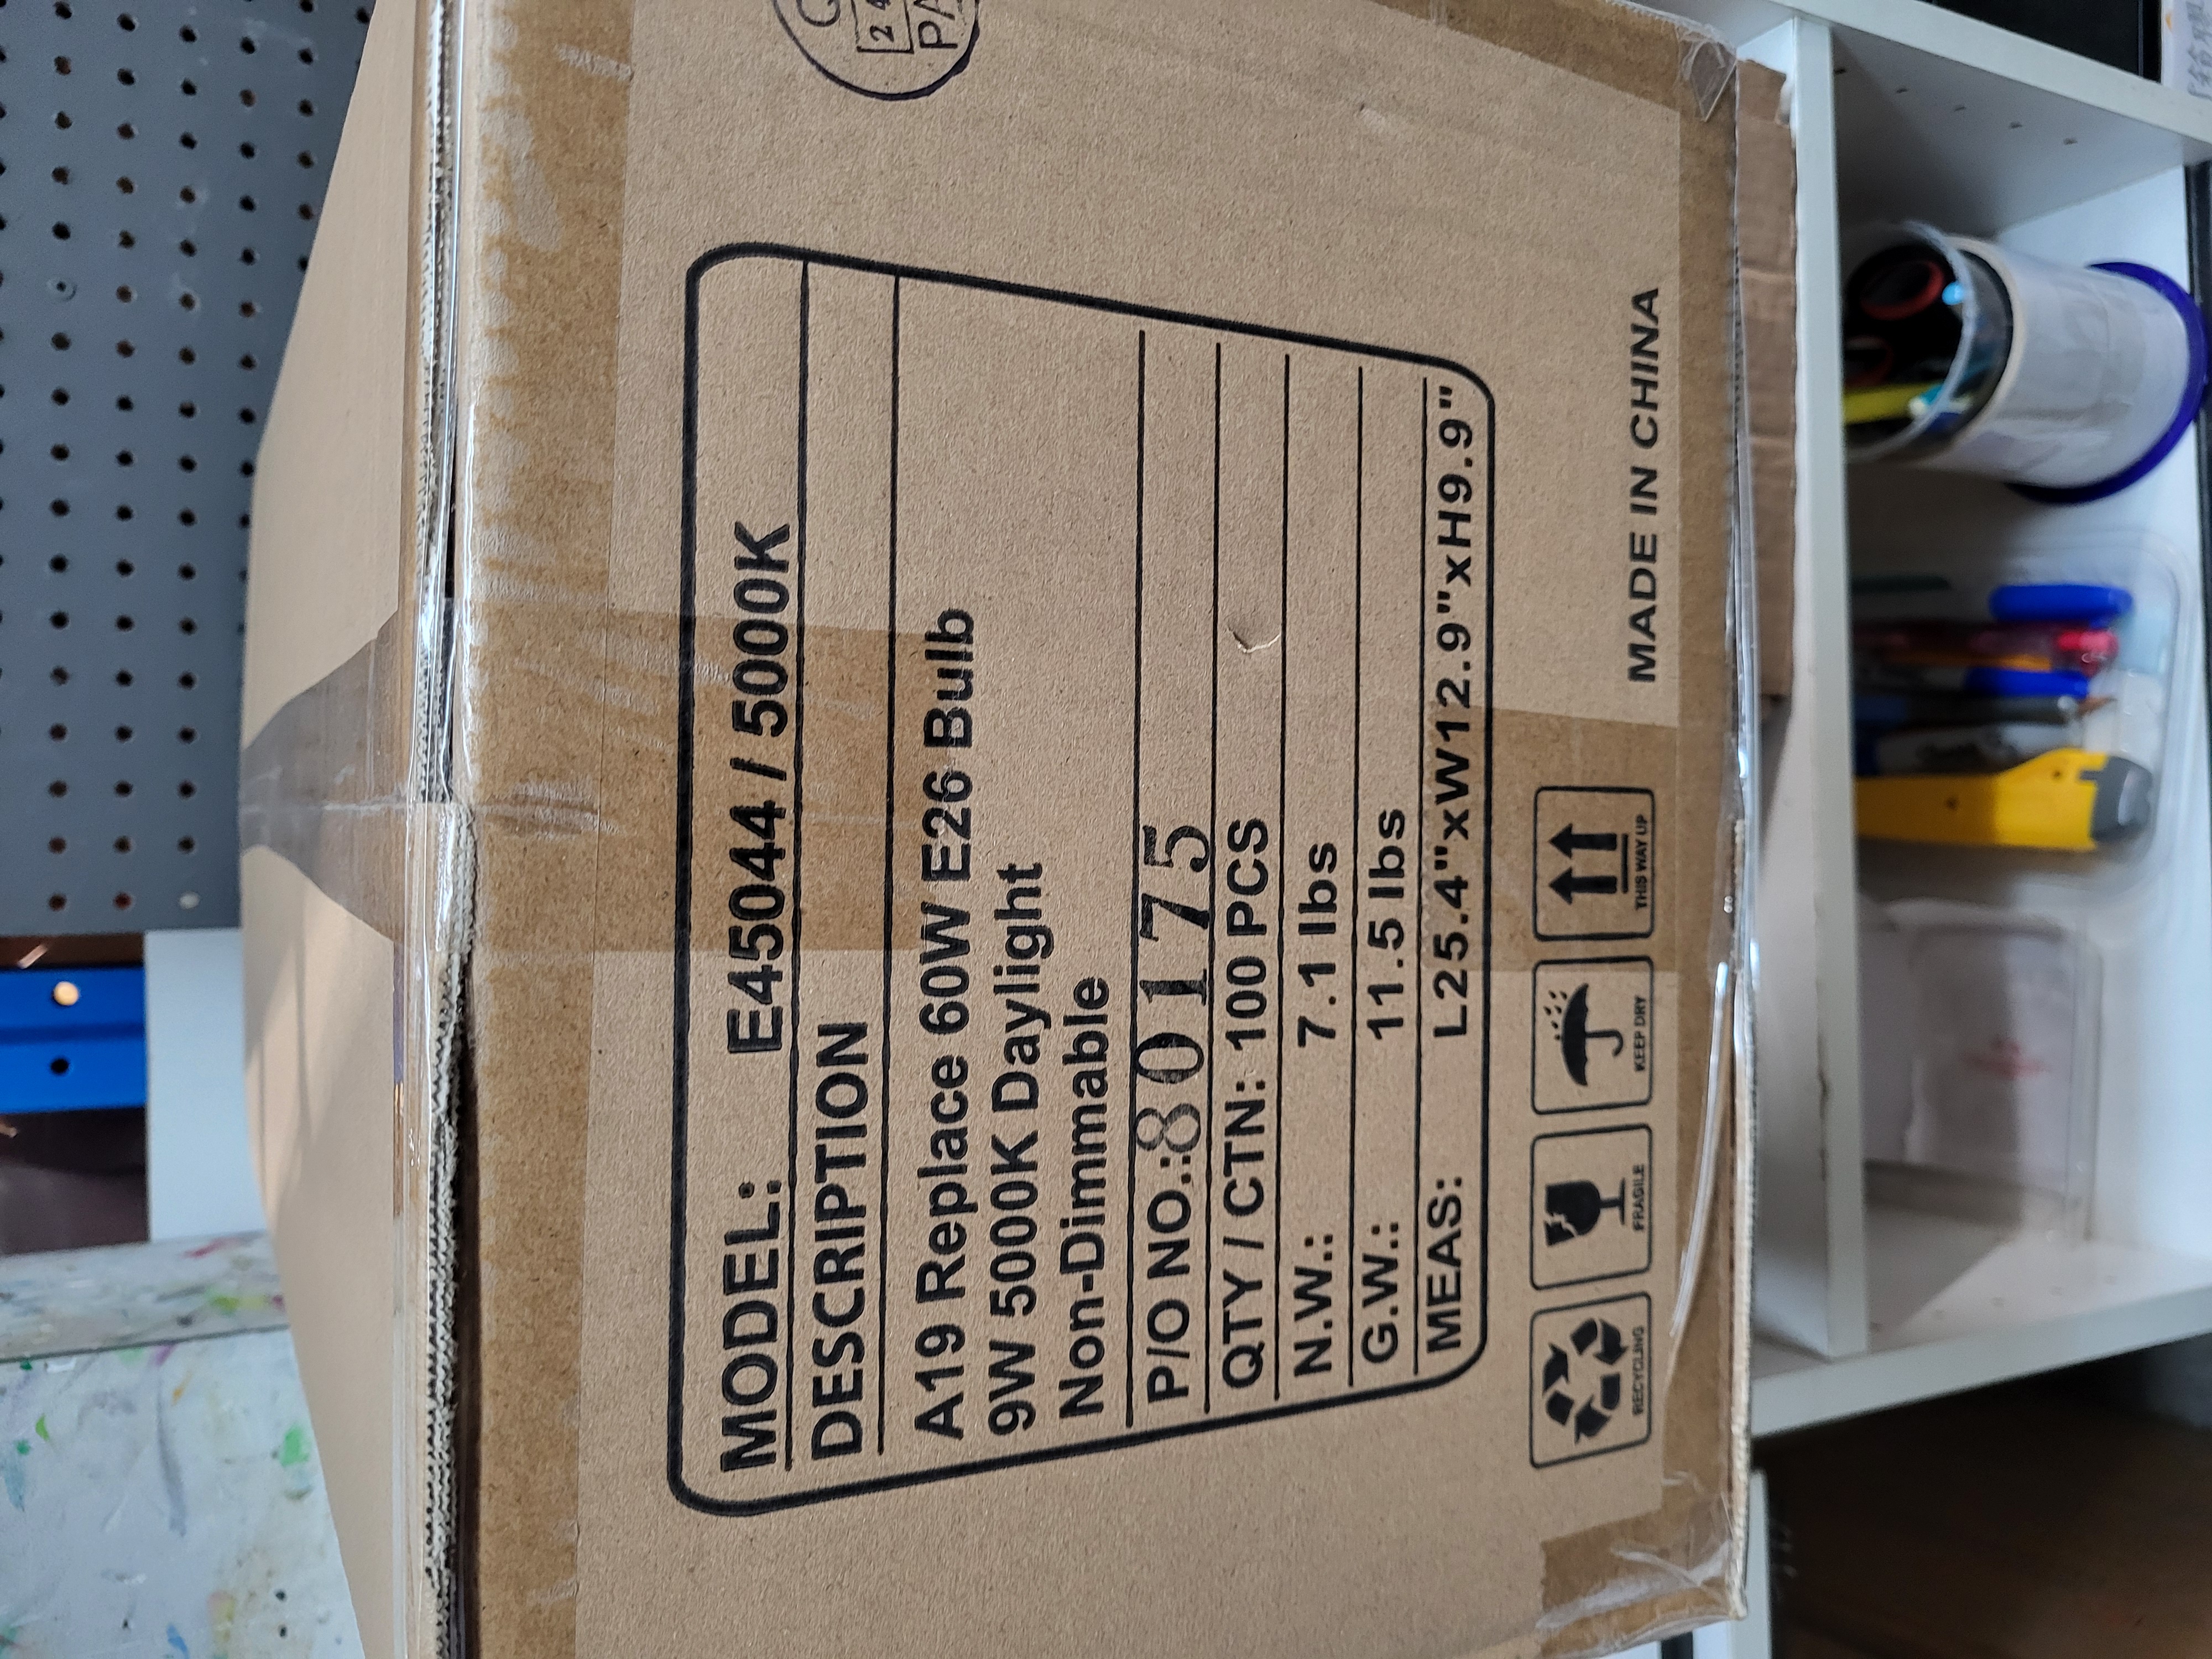 MODEL: E45044 / 5000K
DESCRIPTION
A19 Replace 60W E26 Bulb
9W 5000K Daylight
Non-Dimmable
P/O NO.:80175
QTY / CTN: 100 PCS
N.W.: 7.1 lbs
G.W.: 11.5 lbs
MEAS: L25.4"xW12.9"xH9.9"
RECYCLING
FRAGILE
KEEP DRY
THIS WAY UP
MADE IN CHINA